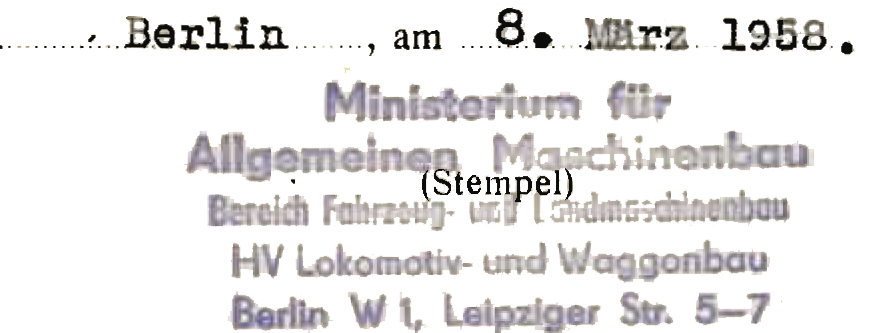 Berlin, am 8. März 1958.
Ministerium für
Allgemeinen Maschinenbau
(Stempel)
Bereich Fahrzeug- und Landmaschinenbau
HV Lokomotiv- und Waggonbau
Berlin W 1, Leipziger Str. 5–7